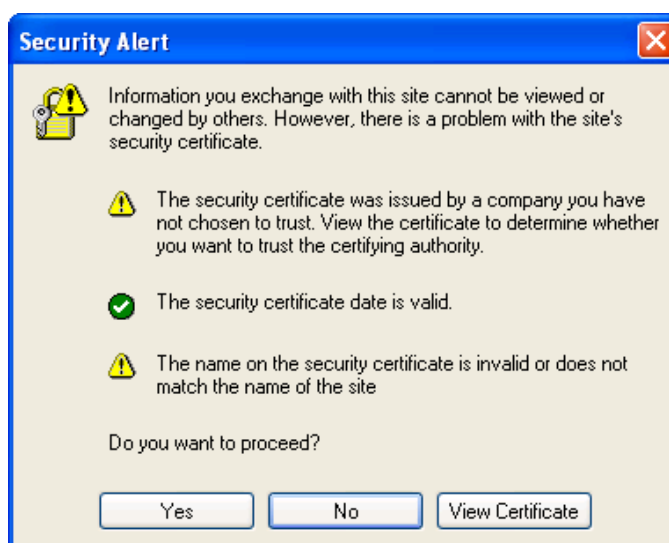 Security Alert
Information you exchange with this site cannot be viewed or
changed by others. However, there is a problem with the site's
security certificate.
The security certificate was issued by a company you have
not chosen to trust. View the certificate to determine whether
you want to trust the certifying authority.
The security certificate date is valid.
The name on the security certificate is invalid or does not
match the name of the site
Do you want to proceed?
Yes No View Certificate